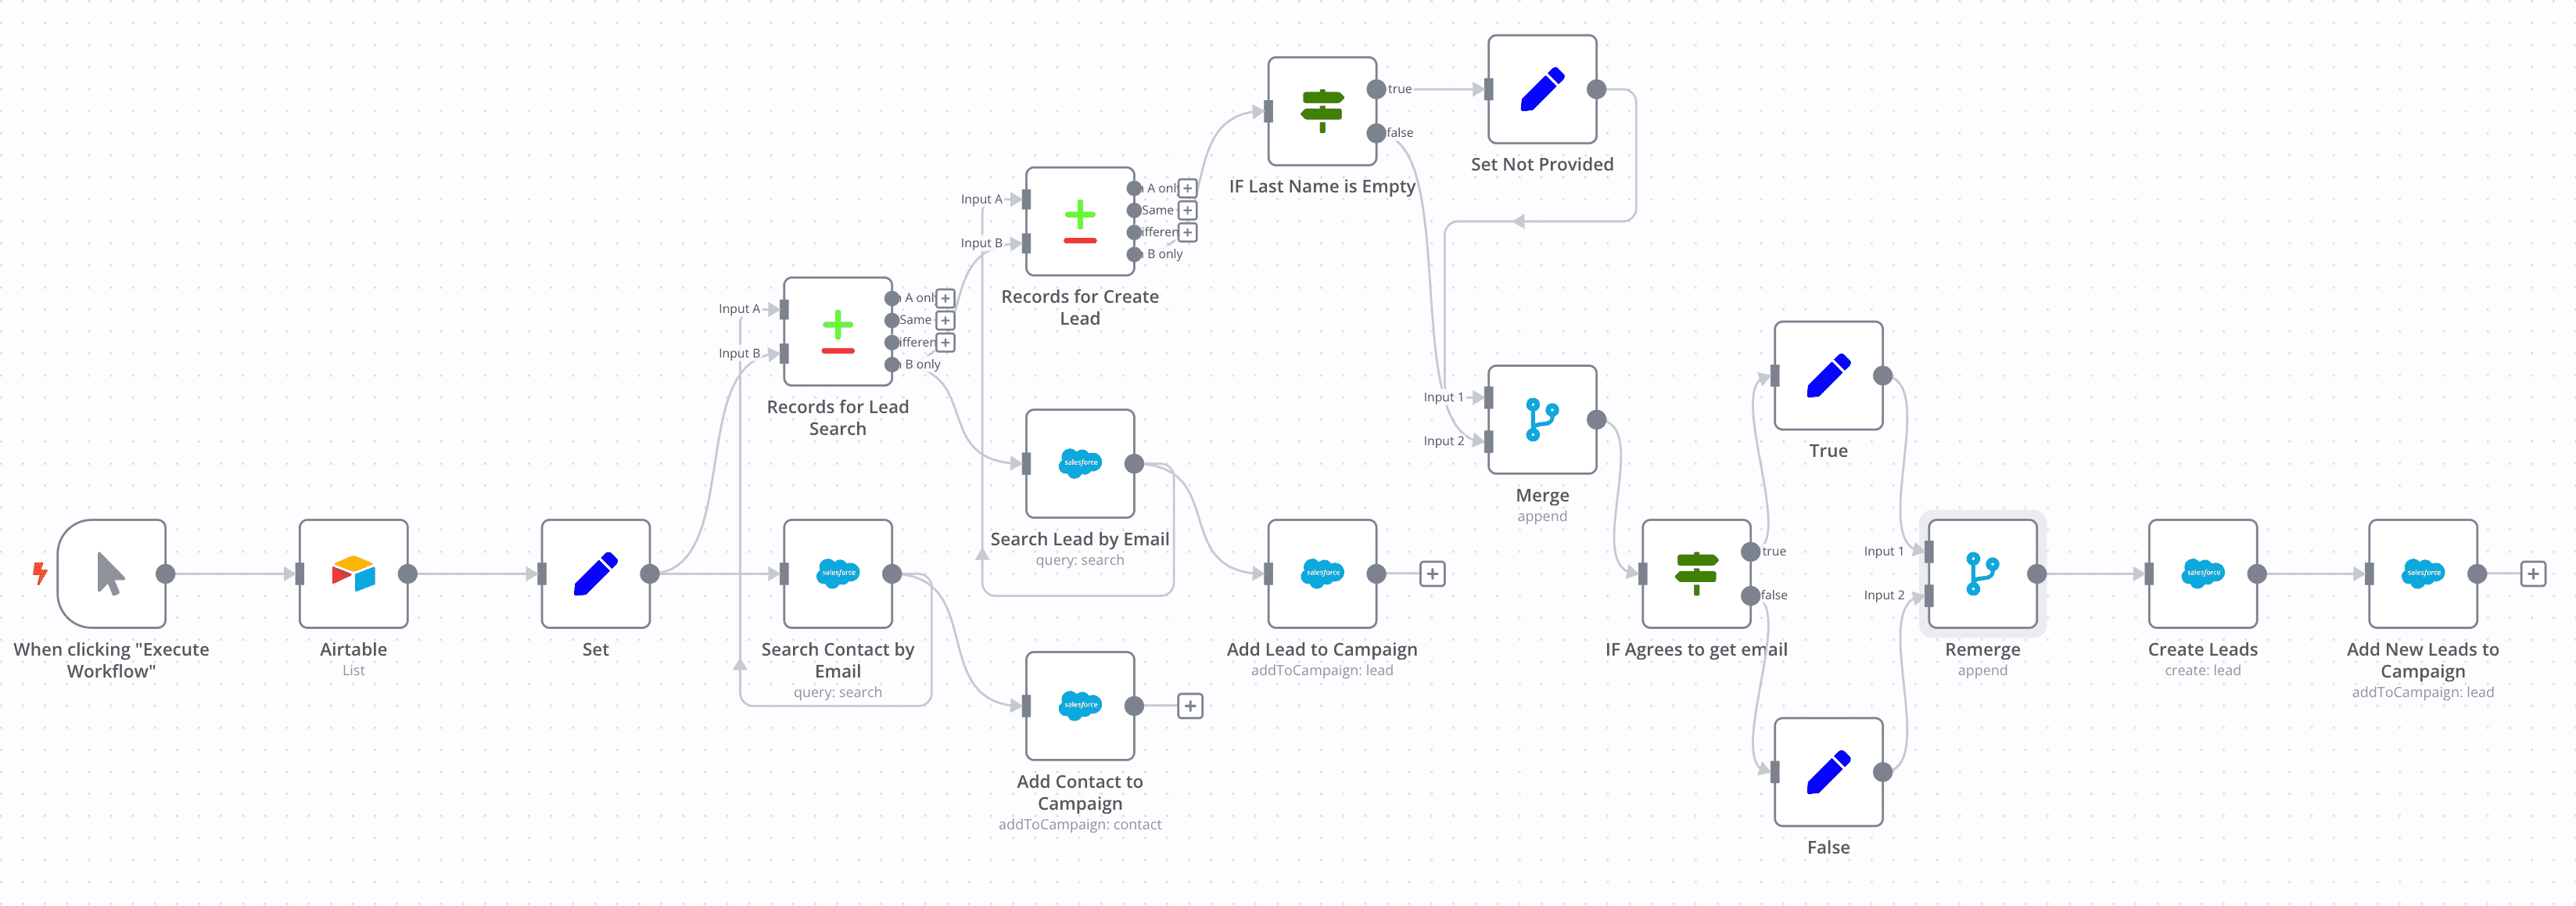 true
false
Set Not Provided
IF Last Name is Empty
Input A
Input B
A onl
Same
ifferen
B only
Records for Create
Lead
Input A
Input B
A onl
Same
ifferen
B only
Records for Lead
Search
Input 1
Input 2
Merge
append
True
salesforce
Search Lead by Email
query: search
When clicking "Execute
Workflow"
Airtable
List
Set
salesforce
Search Contact by
Email
query: search
salesforce
Add Contact to
Campaign
addToCampaign: contact
salesforce
Add Lead to Campaign
addToCampaign: lead
true
false
IF Agrees to get email
False
Input 1
Input 2
Remerge
append
salesforce
Create Leads
create: lead
salesforce
Add New Leads to
Campaign
addToCampaign: lead